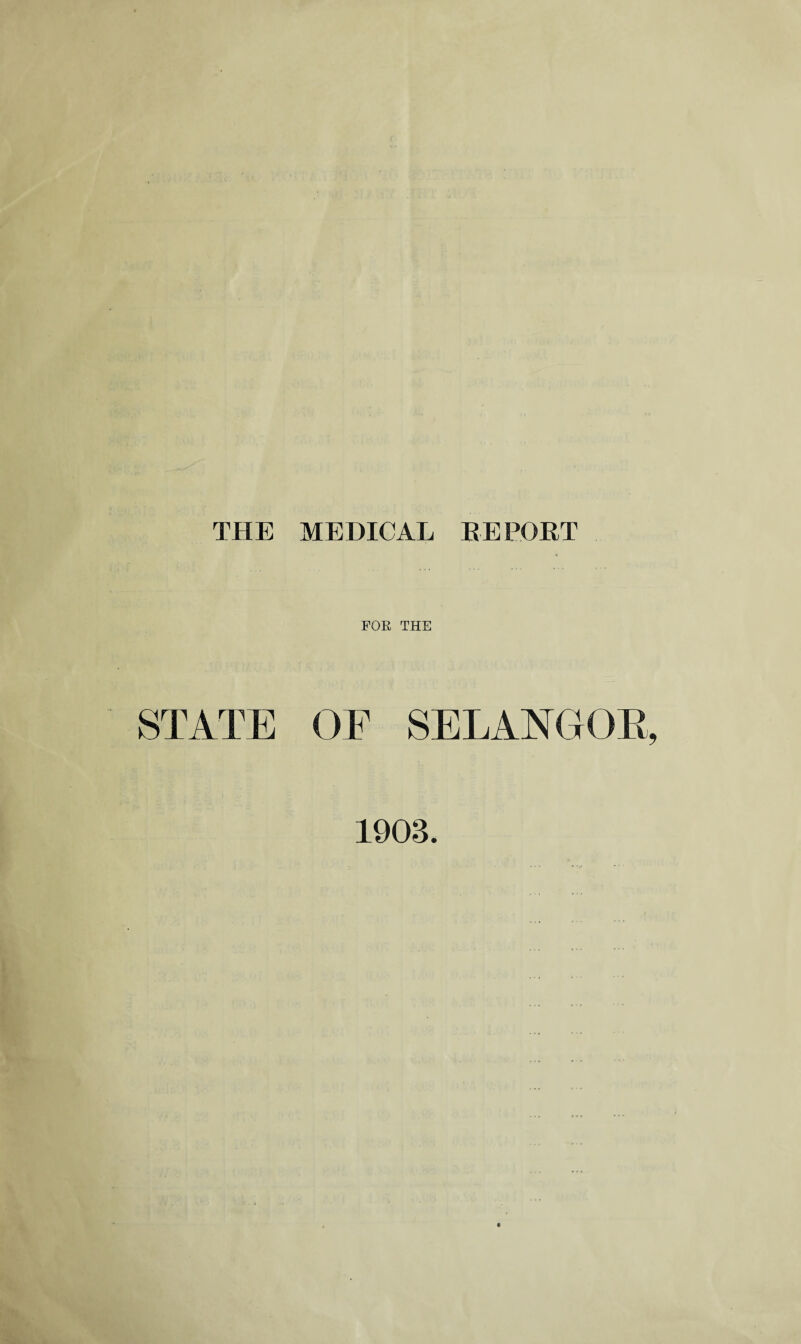 THE MEDICAL REPORT
FOR THE
STATE OF SELANGOR,
1903.